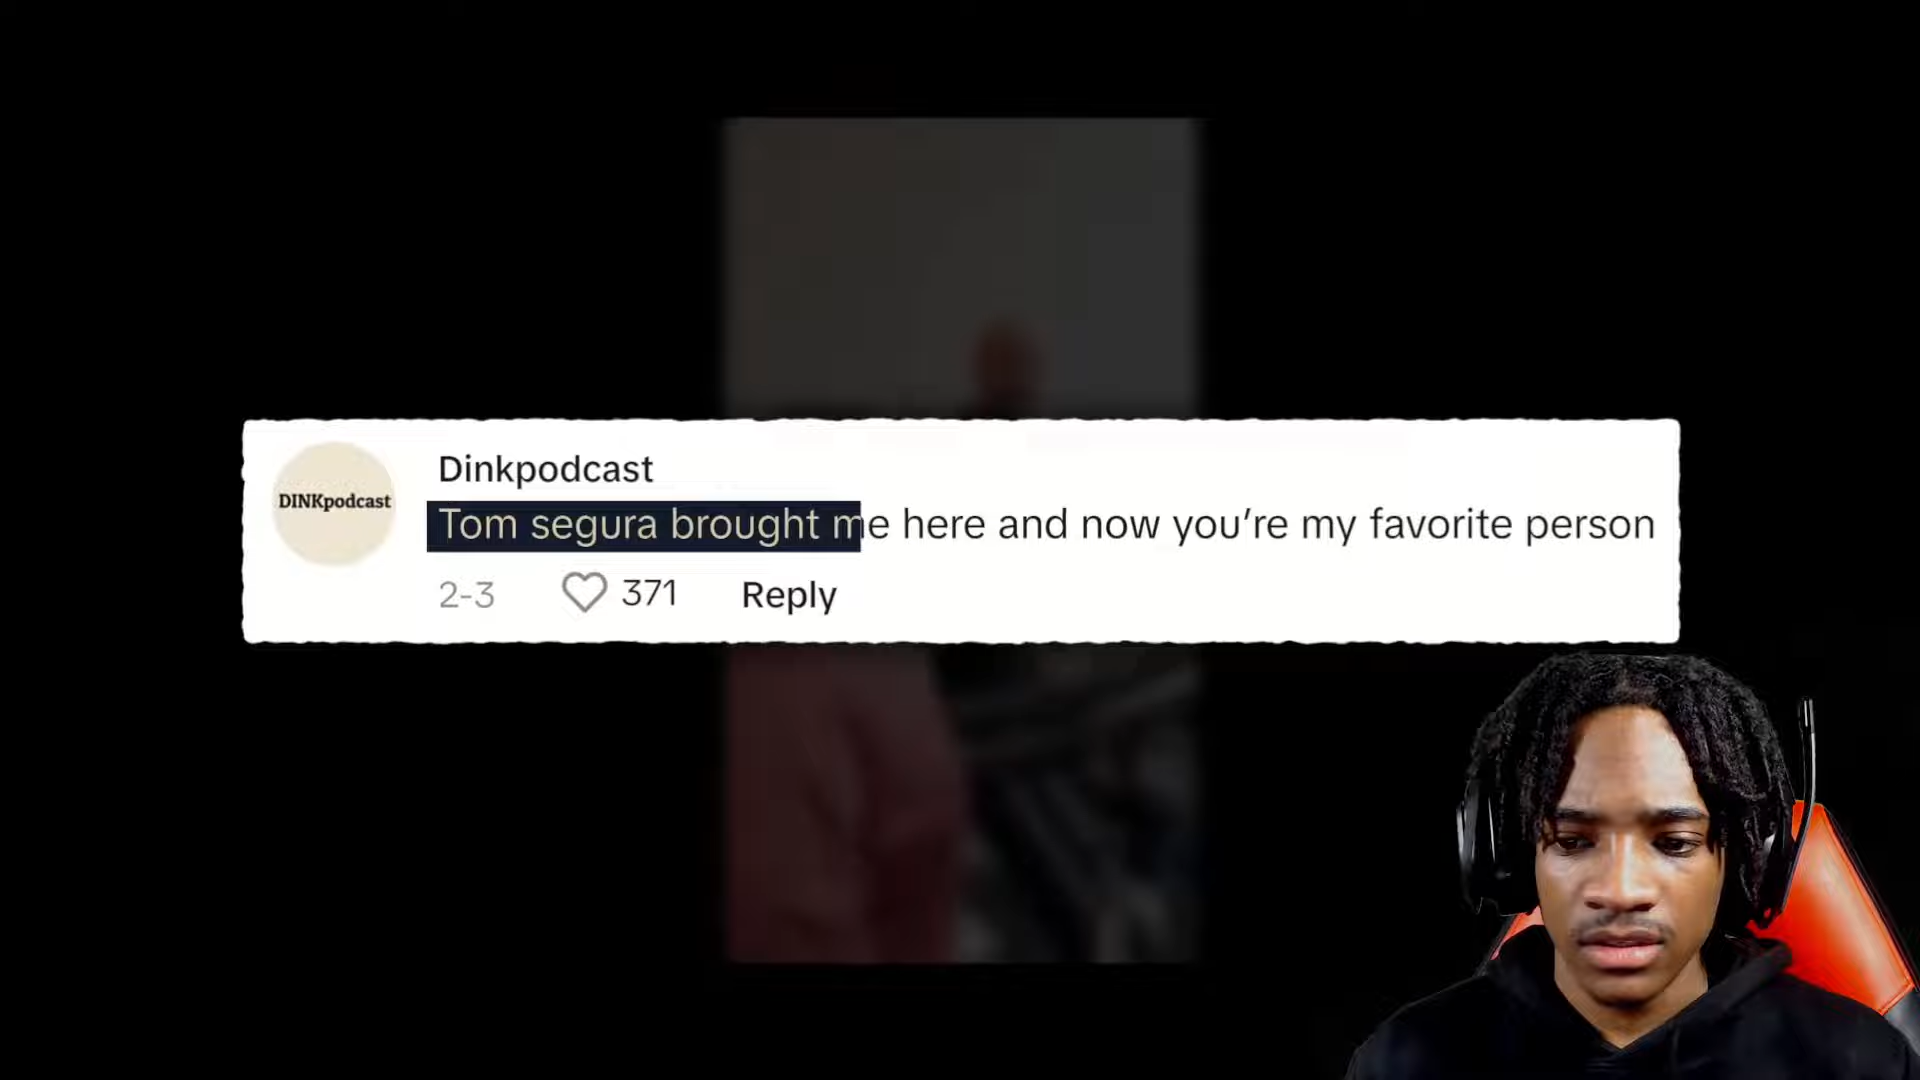 Dinkpodcast
DINKpodcast
Tom segura brought me here and now you’re my favorite person
2-3 371 Reply